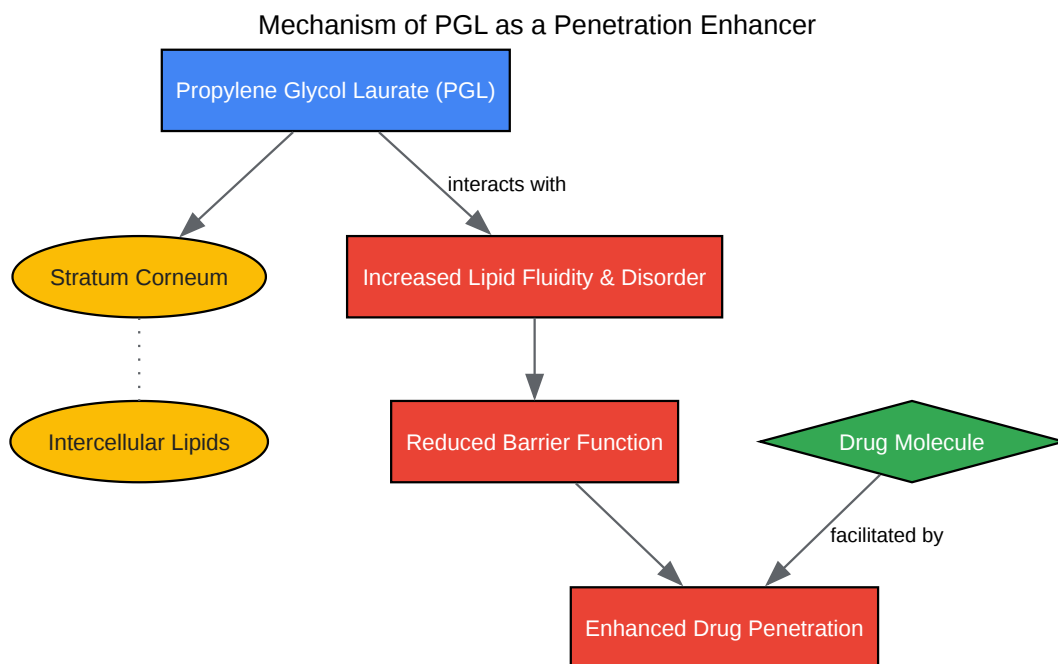 Mechanism of PGL as a Penetration Enhancer
Propylene Glycol Laurate (PGL)
interacts with
Stratum Corneum
Increased Lipid Fluidity & Disorder
Intercellular Lipids
Reduced Barrier Function
Drug Molecule
facilitated by
Enhanced Drug Penetration